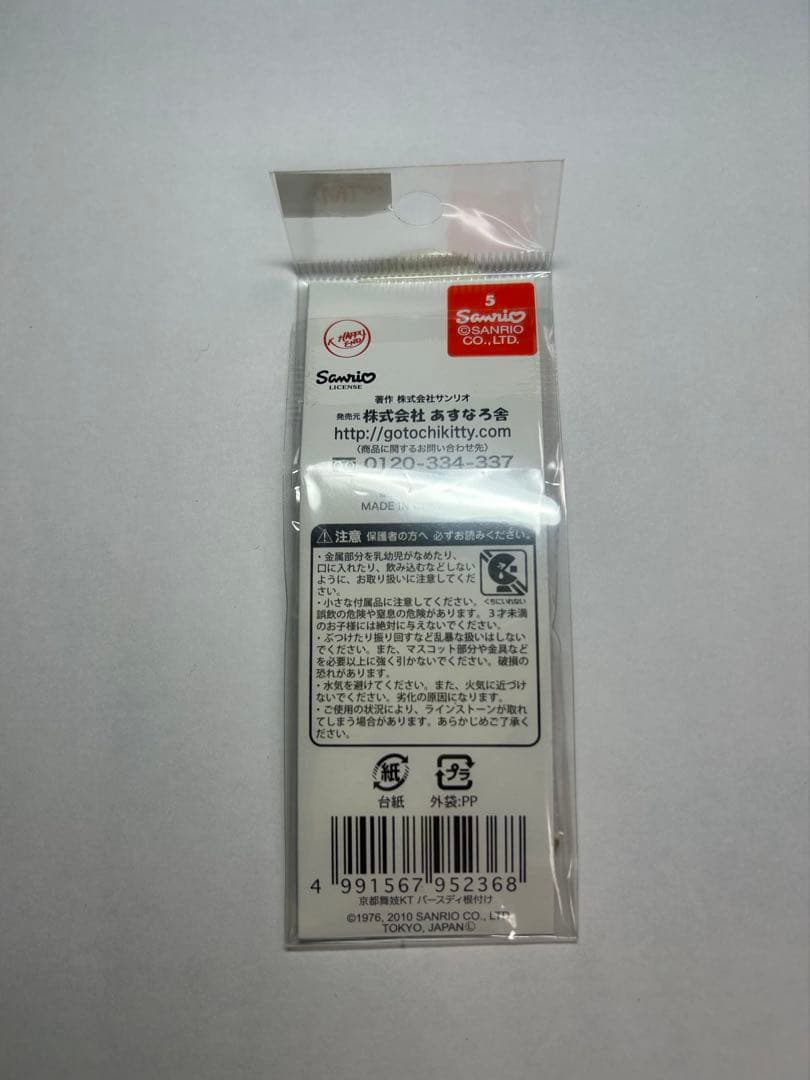 5
Sanrio
©SANRIO
CO.,LTD.
HAPPY
END
Sanrio
LICENSE
著作 株式会社サンリオ
発売元 株式会社 あすなろ舎
http://gotochikitty.com
〈商品に関するお問い合わせ先〉
0120-334-337
MADE IN
注意 保護者の方へ 必ずお読みください。
・金属部分を乳幼児がなめたり、
口に入れたり、飲み込むなどしない
ように、お取り扱いに注意してくだ
さい。
くちにいれない
・小さな付属品に注意してください。
誤飲の危険や窒息の危険があります。3才未満
のお子様には絶対に与えないでください。
・ぶつけたり振り回すなど乱暴な扱いはしない
でください。また、マスコット部分や金具など
を必要以上に強く引かないでください。破損の
恐れがあります。
・水気を避けてください。また、火気に近づけ
ないでください。劣化の原因になります。
・ご使用の状況により、ラインストーンが取れ
てしまう場合があります。あらかじめご了承く
ださい。
紙 プラ
台紙 外袋:PP
4 991567 952368
京都舞妓KT バースディ根付け
©1976, 2010 SANRIO CO., LTD.
TOKYO, JAPAN Ⓛ